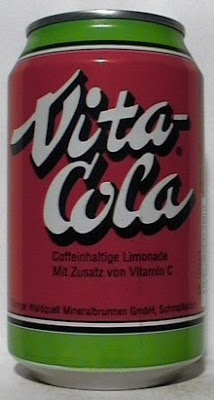 Vita-
Cola®
Coffeinhaltige Limonade
Mit Zusatz von Vitamin C
Waldquell Mineralbrunnen GmbH,